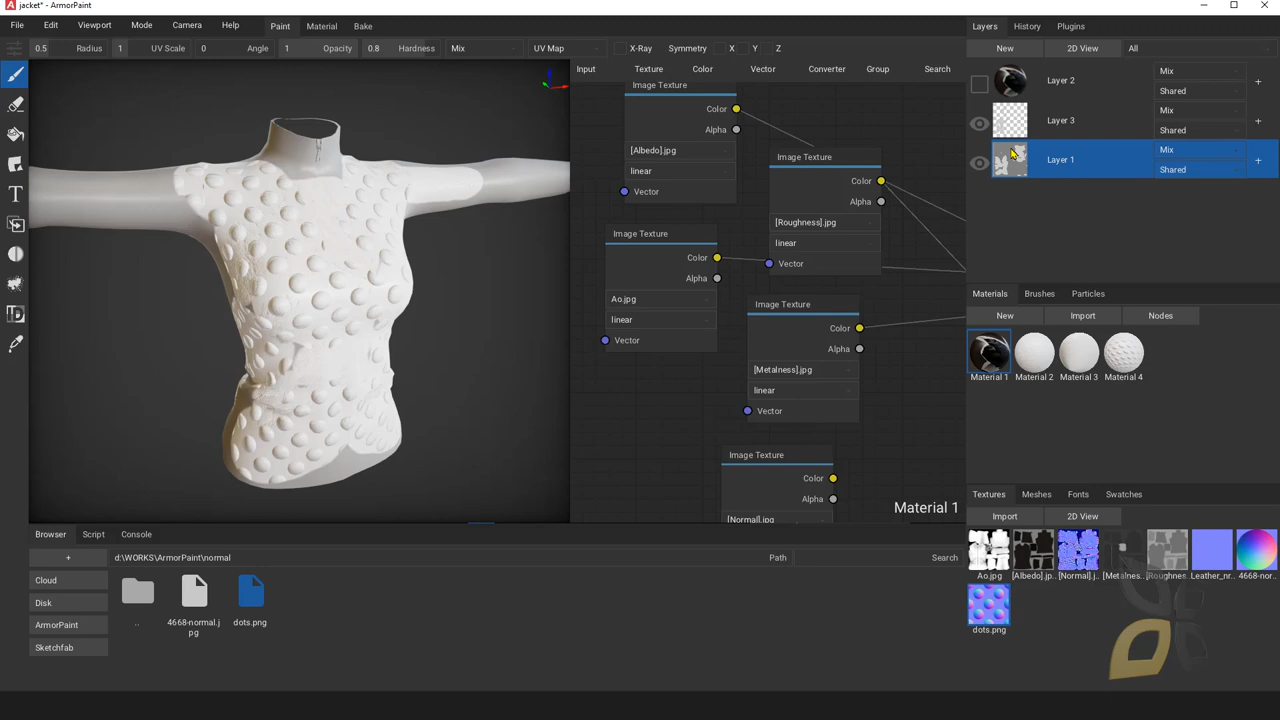 jacket* - ArmorPaint
File Edit Viewport Mode Camera Help Paint Material Bake
Layers History Plugins
0.5 Radius 1 UV Scale 0 Angle 1 Opacity 0.8 Hardness Mix UV Map X-Ray Symmetry X Y Z
New 2D View All
Input Texture Color Vector Converter Group Search
Image Texture
Color
Alpha
[Albedo].jpg
linear
Vector
Image Texture
Color
Alpha
[Roughness].jpg
linear
Vector
Image Texture
Color
Alpha
Ao.jpg
linear
Vector
Image Texture
Color
Alpha
[Metalness].jpg
linear
Vector
Image Texture
Color
Alpha
[Normal].jpg
Material 1
Layer 2 Mix Shared +
Layer 3 Mix Shared +
Layer 1 Mix Shared +
Materials Brushes Particles
New Import Nodes
Material 1 Material 2 Material 3 Material 4
Textures Meshes Fonts Swatches
Import 2D View
Ao.jpg [Albedo].jp.. [Normal].j.. [Metalnes.. [Roughnes.. Leather_nr.. 4668-nor..
dots.png
Browser Script Console
+ d:\WORKS\ArmorPaint\normal Path Search
Cloud
Disk
ArmorPaint
Sketchfab
.. 4668-normal.j
pg
dots.png